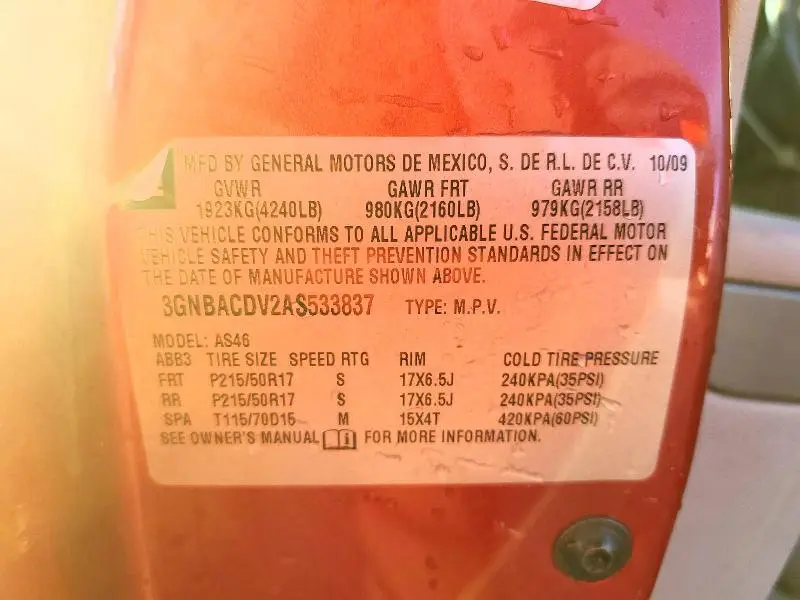 MFD BY GENERAL MOTORS DE MEXICO, S. DE R.L. DE C.V. 10/09
GVWR GAWR FRT GAWR RR
1923KG(4240LB) 980KG(2160LB) 979KG(2158LB)
THIS VEHICLE CONFORMS TO ALL APPLICABLE U.S. FEDERAL MOTOR
VEHICLE SAFETY AND THEFT PREVENTION STANDARDS IN EFFECT ON
THE DATE OF MANUFACTURE SHOWN ABOVE.
3GNBACDV2AS533837 TYPE: M.P.V.
MODEL: AS46
ABB3 TIRE SIZE SPEED RTG RIM COLD TIRE PRESSURE
FRT P215/50R17 S 17X6.5J 240KPA(35PSI)
RR P215/50R17 S 17X6.5J 240KPA(35PSI)
SPA T115/70D15 M 15X4T 420KPA(60PSI)
SEE OWNER'S MANUAL FOR MORE INFORMATION.